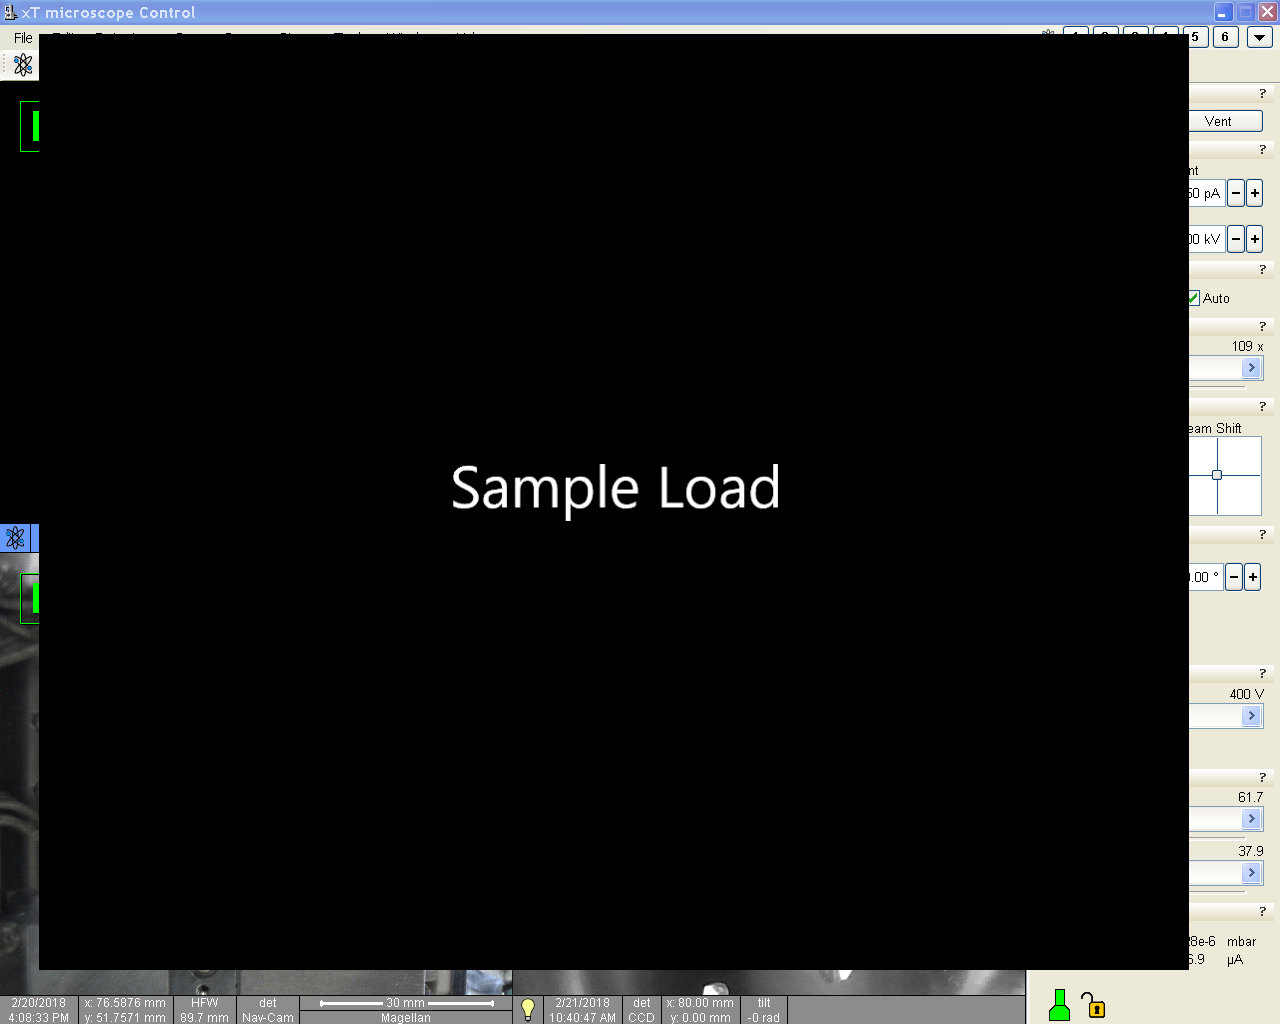 xT microscope Control
File
5 6
?
Vent
?
nt
50 pA
00 kV
?
Auto
?
109 x
?
eam Shift
?
.00 °
?
400 V
?
61.7
37.9
?
28e-6 mbar
6.9 µA
Sample Load
2/20/2018 x: 76.5876 mm HFW det 30 mm 2/21/2018 det x: 80.00 mm tilt
4:08:33 PM y: 51.7571 mm 89.7 mm Nav-Cam Magellan 10:40:47 AM CCD y: 0.00 mm -0 rad